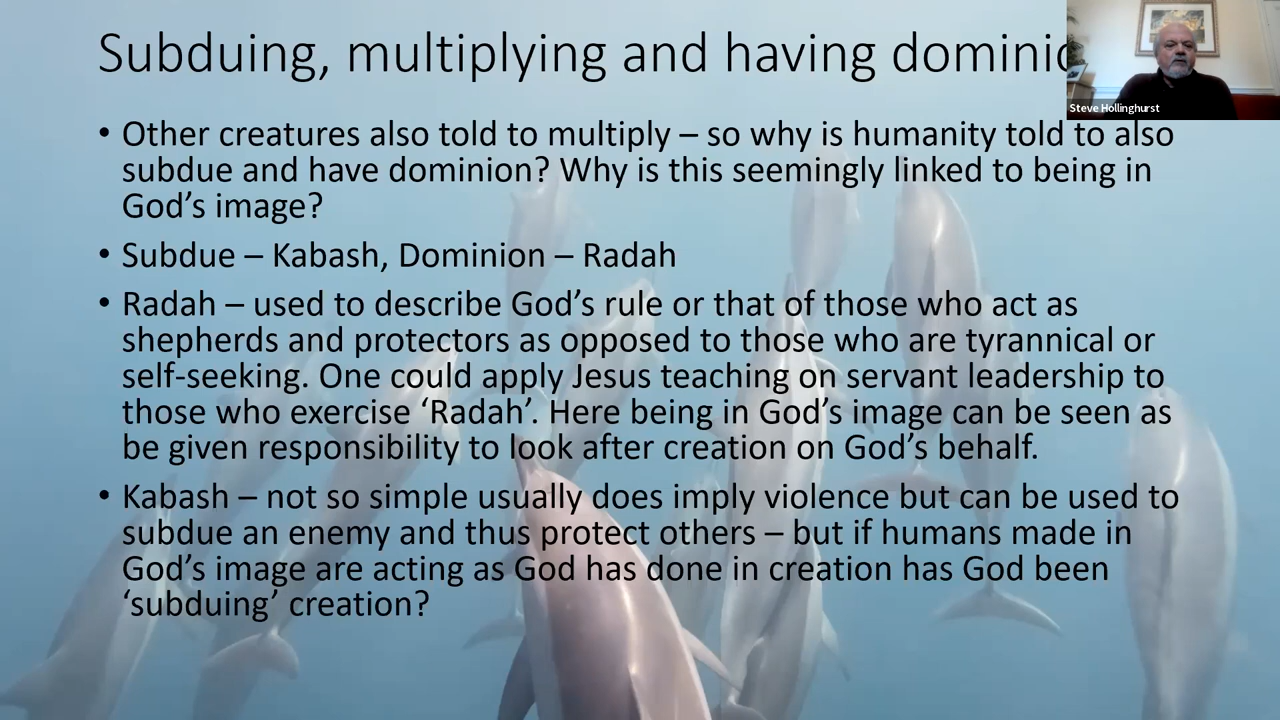 Subduing, multiplying and having dominio
Steve Hollinghurst
• Other creatures also told to multiply – so why is humanity told to also
subdue and have dominion? Why is this seemingly linked to being in
God’s image?
• Subdue – Kabash, Dominion – Radah
• Radah – used to describe God’s rule or that of those who act as
shepherds and protectors as opposed to those who are tyrannical or
self-seeking. One could apply Jesus teaching on servant leadership to
those who exercise ‘Radah’. Here being in God’s image can be seen as
be given responsibility to look after creation on God’s behalf.
• Kabash – not so simple usually does imply violence but can be used to
subdue an enemy and thus protect others – but if humans made in
God’s image are acting as God has done in creation has God been
‘subduing’ creation?